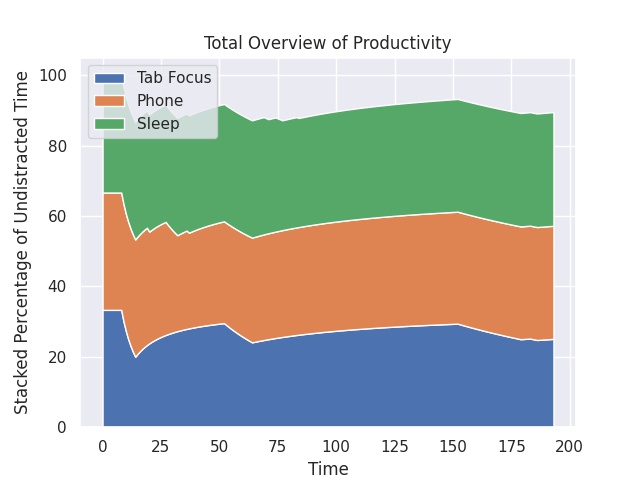 Total Overview of Productivity
Stacked Percentage of Undistracted Time
100
80
60
40
20
0
Tab Focus
Phone
Sleep
0 25 50 75 100 125 150 175 200
Time